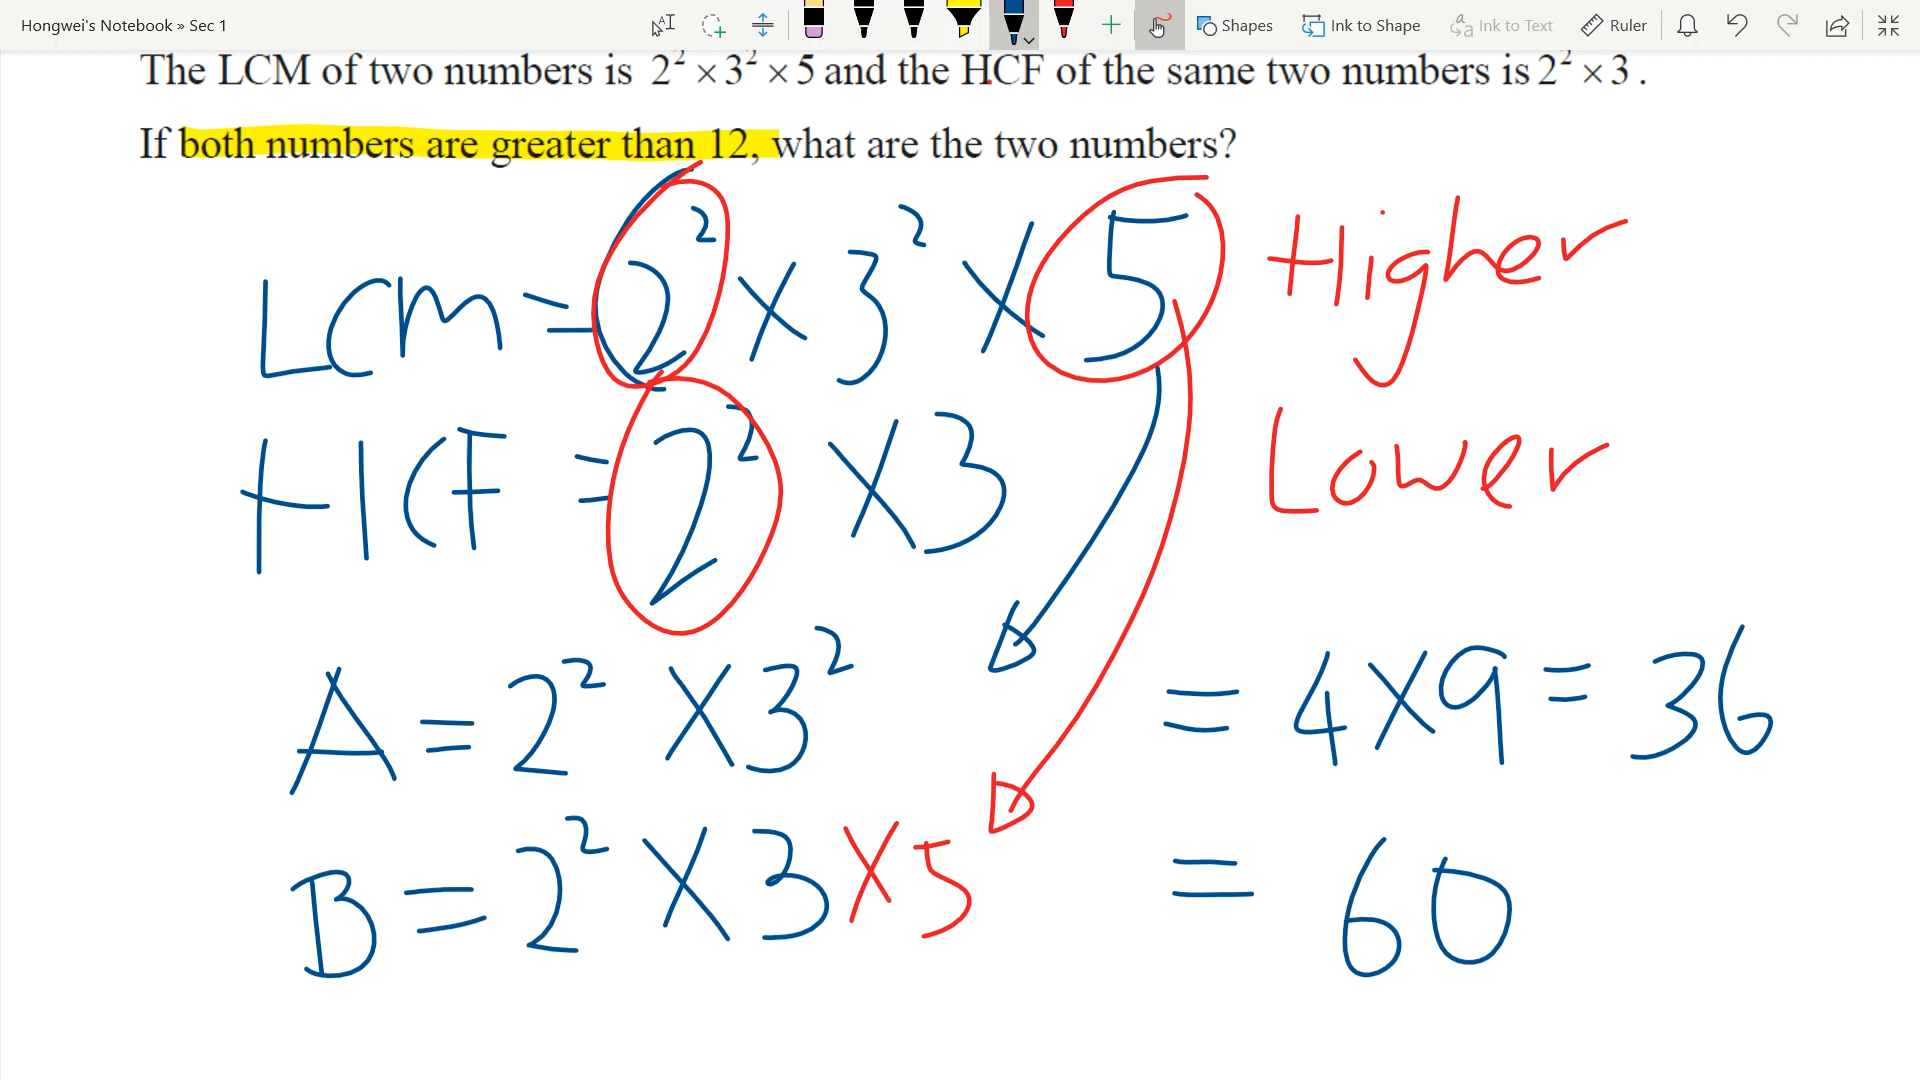 Hongwei's Notebook » Sec 1
Shapes Ink to Shape Ink to Text Ruler
The LCM of two numbers is 2² × 3² × 5 and the HCF of the same two numbers is 2² × 3.
If both numbers are greater than 12, what are the two numbers?
LCM = 2² × 3² × 5 Higher
HCF = 2² × 3 Lower
A = 2² × 3² = 4 × 9 = 36
B = 2² × 3 × 5 = 60